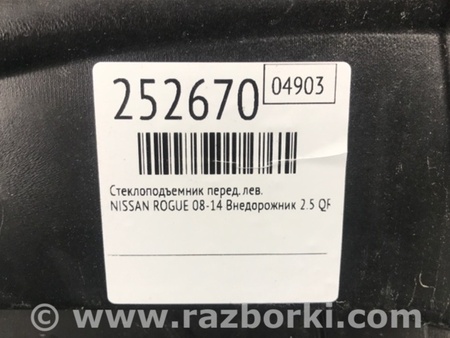 252670
04903
Стеклоподъемник перед. лев.
NISSAN ROGUE 08-14 Внедорожник 2.5
© www.razborki.com